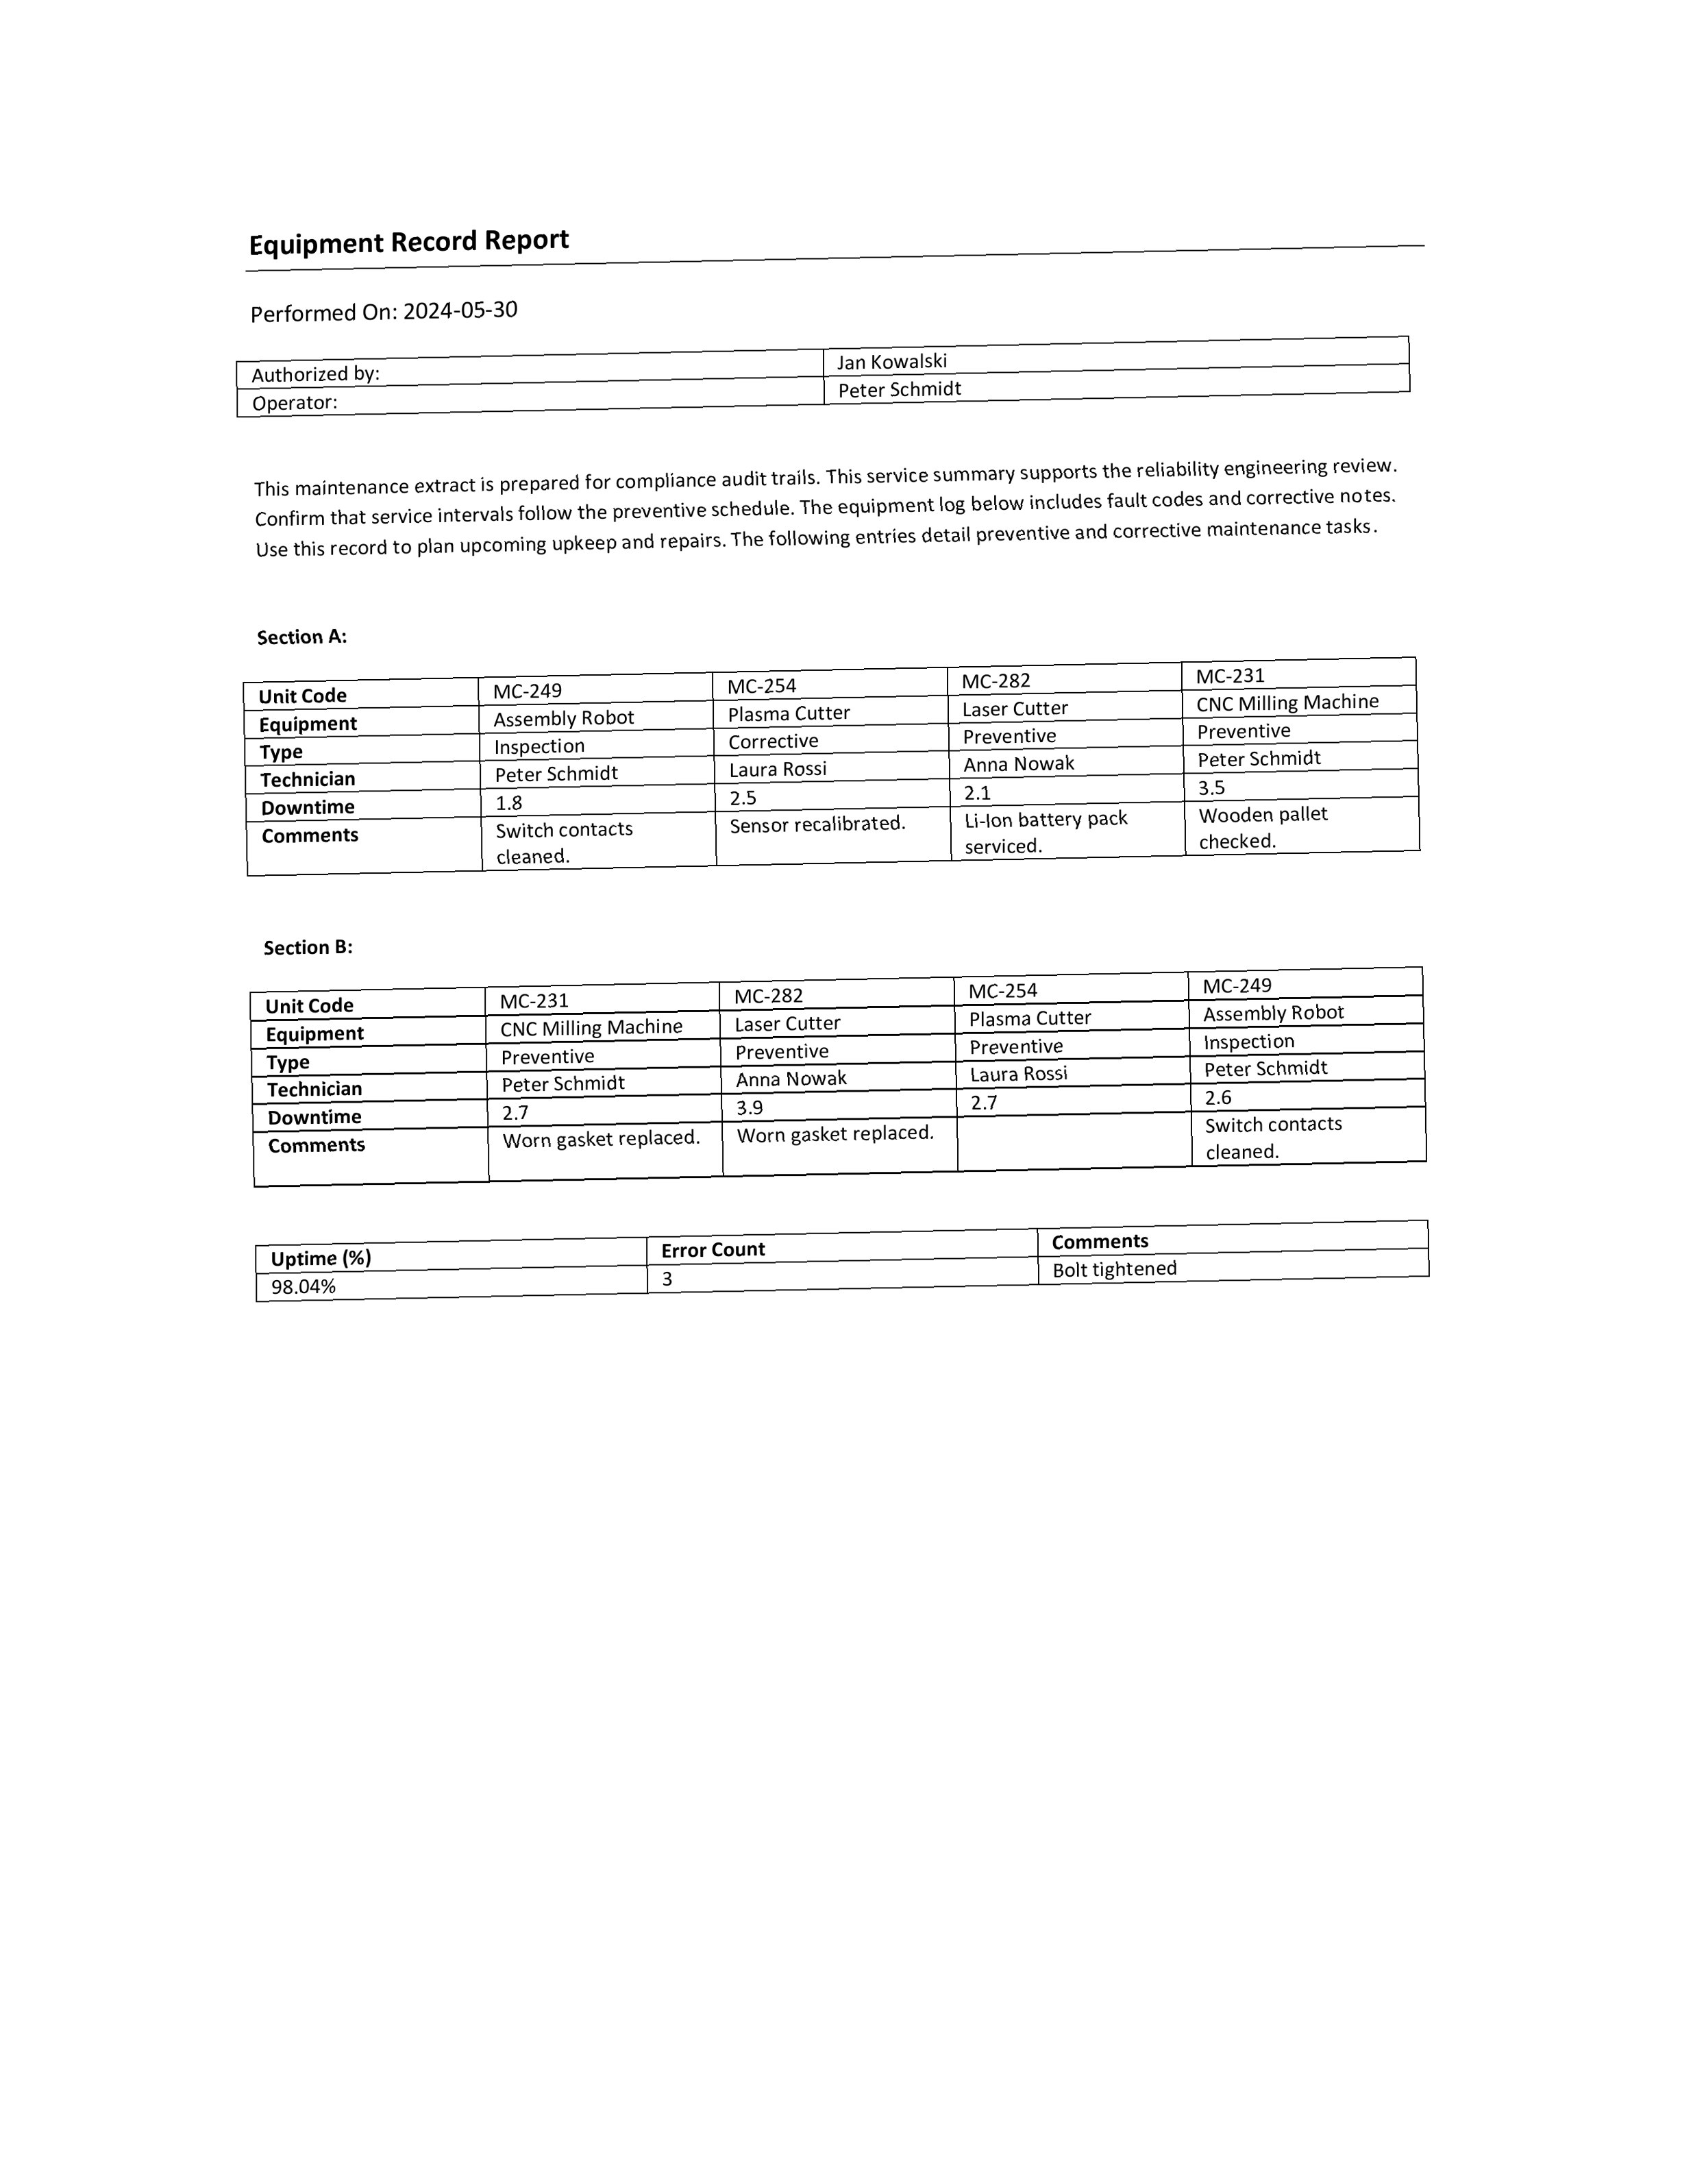 Equipment Record Report
Performed On: 2024-05-30
Authorized by: Jan Kowalski
Operator: Peter Schmidt
This maintenance extract is prepared for compliance audit trails. This service summary supports the reliability engineering review.
Confirm that service intervals follow the preventive schedule. The equipment log below includes fault codes and corrective notes.
Use this record to plan upcoming upkeep and repairs. The following entries detail preventive and corrective maintenance tasks.
Section A:
Unit Code MC-249 MC-254 MC-282 MC-231
Equipment Assembly Robot Plasma Cutter Laser Cutter CNC Milling Machine
Type Inspection Corrective Preventive Preventive
Technician Peter Schmidt Laura Rossi Anna Nowak Peter Schmidt
Downtime 1.8 2.5 2.1 3.5
Comments Switch contacts Sensor recalibrated. Li-Ion battery pack Wooden pallet
cleaned. serviced. checked.
Section B:
Unit Code MC-231 MC-282 MC-254 MC-249
Equipment CNC Milling Machine Laser Cutter Plasma Cutter Assembly Robot
Type Preventive Preventive Preventive Inspection
Technician Peter Schmidt Anna Nowak Laura Rossi Peter Schmidt
Downtime 2.7 3.9 2.7 2.6
Comments Worn gasket replaced. Worn gasket replaced. Switch contacts
cleaned.
Uptime (%) Error Count Comments
98.04% 3 Bolt tightened